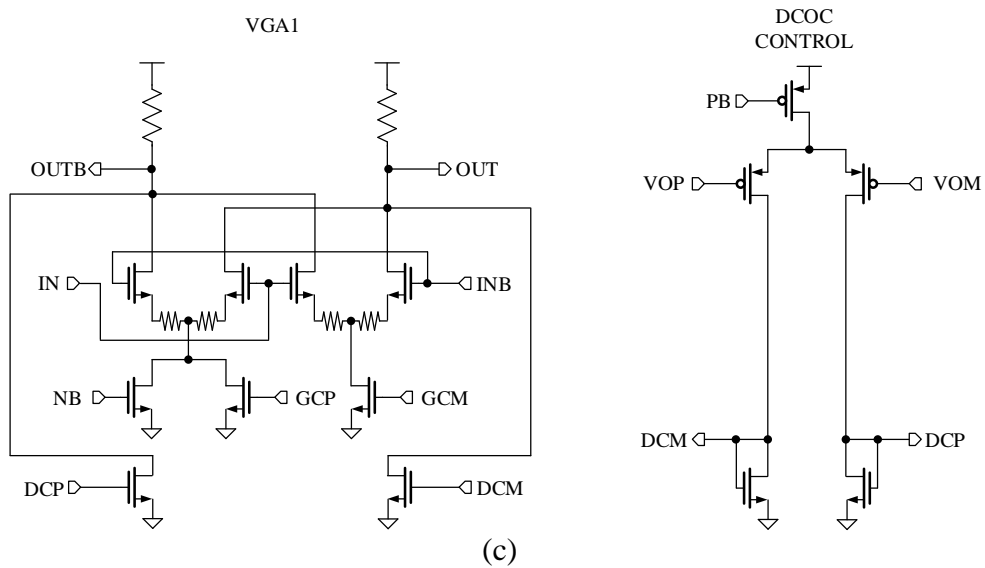 VGA1
DCOC
CONTROL
PB
OUTB
OUT
VOP
VOM
IN
INB
NB
GCP
GCM
DCM
DCP
DCP
DCM
(c)